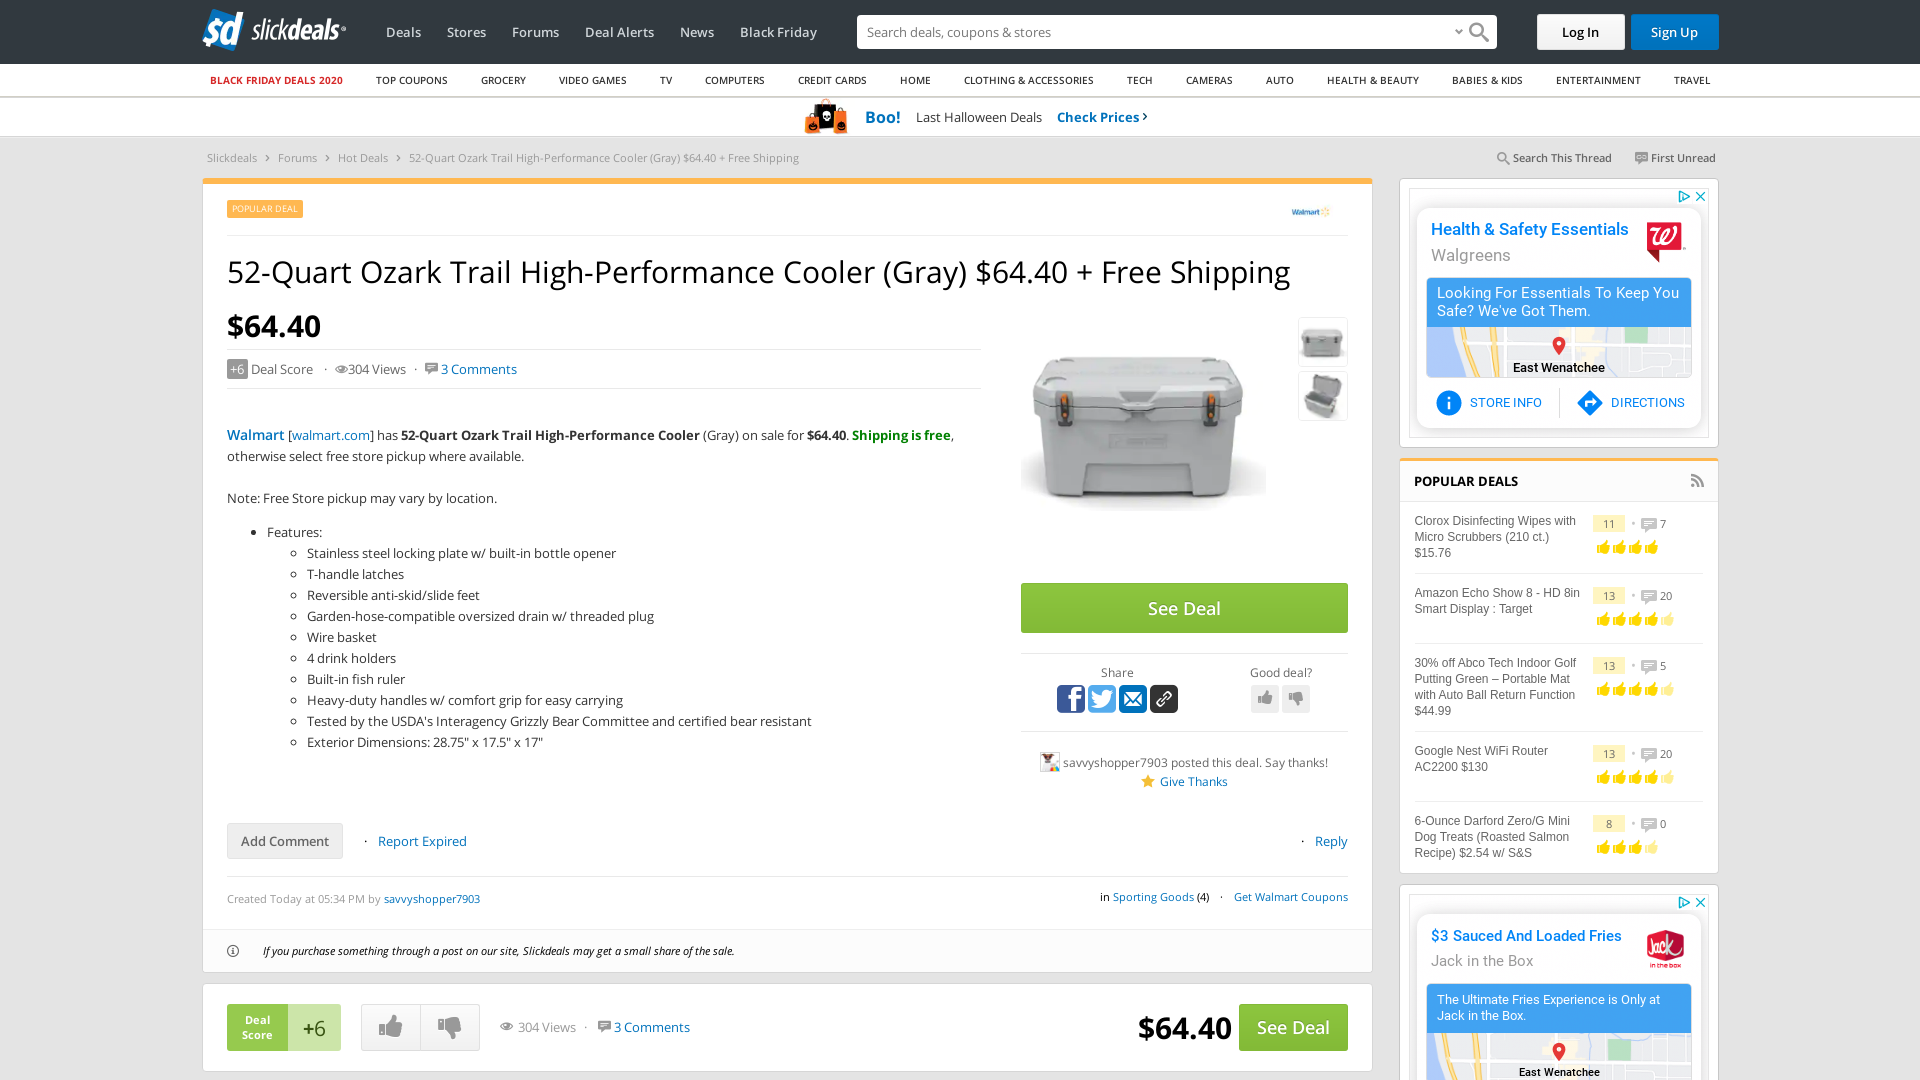 slickdeals
Deals
Stores
Forums
Deal Alerts
News
Black Friday
Search deals, coupons & stores
Log In
Sign Up
BLACK FRIDAY DEALS 2020
TOP COUPONS
GROCERY
VIDEO GAMES
TV
COMPUTERS
CREDIT CARDS
HOME
CLOTHING & ACCESSORIES
TECH
CAMERAS
AUTO
HEALTH & BEAUTY
BABIES & KIDS
ENTERTAINMENT
TRAVEL
Boo! Last Halloween Deals Check Prices ›
Slickdeals › Forums › Hot Deals › 52-Quart Ozark Trail High-Performance Cooler (Gray) $64.40 + Free Shipping
Search This Thread
First Unread
POPULAR DEAL
Walmart
52-Quart Ozark Trail High-Performance Cooler (Gray) $64.40 + Free Shipping
$64.40
+6 Deal Score · 304 Views · 3 Comments
Walmart [walmart.com] has 52-Quart Ozark Trail High-Performance Cooler (Gray) on sale for $64.40. Shipping is free,
otherwise select free store pickup where available.
Note: Free Store pickup may vary by location.
Features:
Stainless steel locking plate w/ built-in bottle opener
T-handle latches
Reversible anti-skid/slide feet
Garden-hose-compatible oversized drain w/ threaded plug
Wire basket
4 drink holders
Built-in fish ruler
Heavy-duty handles w/ comfort grip for easy carrying
Tested by the USDA's Interagency Grizzly Bear Committee and certified bear resistant
Exterior Dimensions: 28.75" x 17.5" x 17"
See Deal
Share
Good deal?
savvyshopper7903 posted this deal. Say thanks!
Give Thanks
Add Comment
· Report Expired
· Reply
Created Today at 05:34 PM by savvyshopper7903
in Sporting Goods (4) · Get Walmart Coupons
If you purchase something through a post on our site, Slickdeals may get a small share of the sale.
Deal
Score
+6
304 Views · 3 Comments
$64.40
See Deal
Health & Safety Essentials
Walgreens
Looking For Essentials To Keep You
Safe? We've Got Them.
East Wenatchee
STORE INFO
DIRECTIONS
POPULAR DEALS
Clorox Disinfecting Wipes with
Micro Scrubbers (210 ct.)
$15.76
11 • 7
Amazon Echo Show 8 - HD 8in
Smart Display : Target
13 • 20
30% off Abco Tech Indoor Golf
Putting Green – Portable Mat
with Auto Ball Return Function
$44.99
13 • 5
Google Nest WiFi Router
AC2200 $130
13 • 20
6-Ounce Darford Zero/G Mini
Dog Treats (Roasted Salmon
Recipe) $2.54 w/ S&S
8 • 0
$3 Sauced And Loaded Fries
Jack in the Box
Jack
in the box
The Ultimate Fries Experience is Only at
Jack in the Box.
East Wenatchee